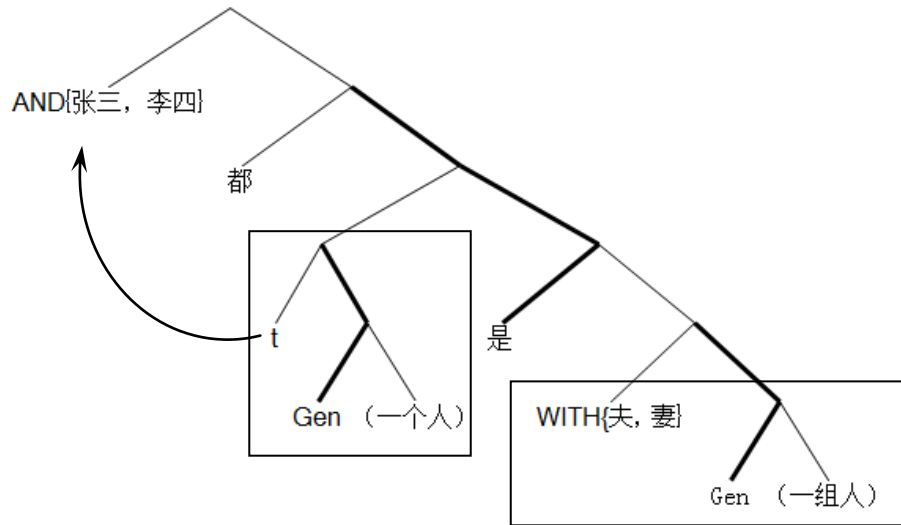 AND{张三，李四}
都
t
是
Gen （一个人）
WITH{夫，妻}
Gen （一组人）